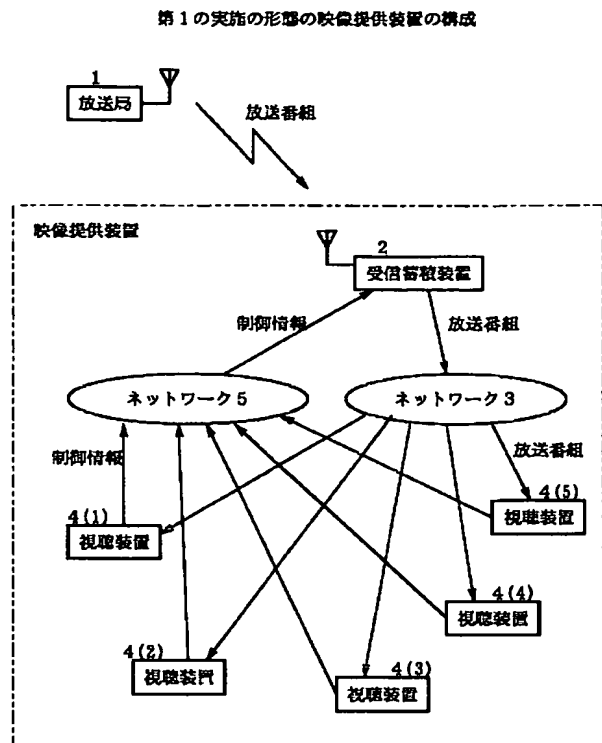 第1の実施の形態の映像提供装置の構成
1
放送局
放送番組
映像提供装置
2
受信蓄積装置
制御情報
放送番組
ネットワーク5
ネットワーク3
制御情報
放送番組
4(5)
視聴装置
4(1)
視聴装置
4(4)
視聴装置
4(2)
視聴装置
4(3)
視聴装置